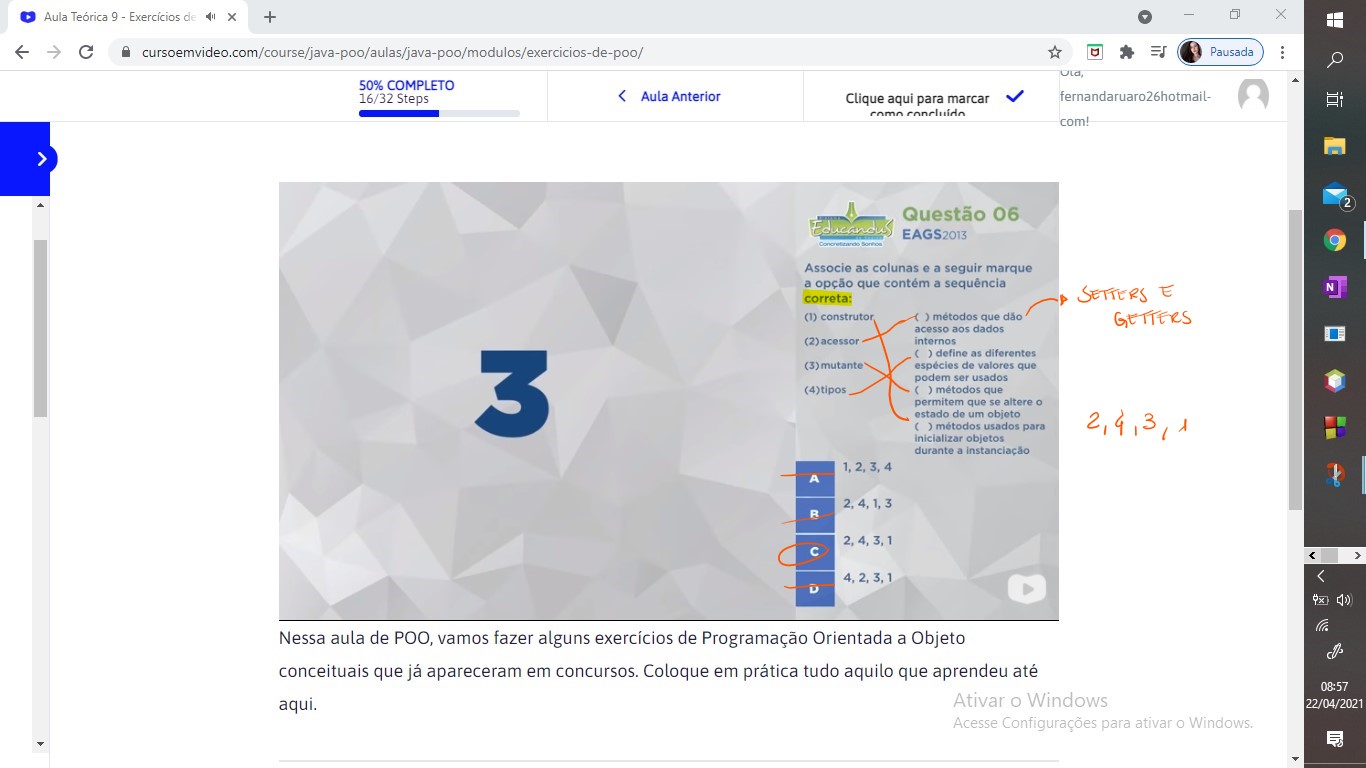 Aula Teórica 9 - Exercícios de
cursoemvideo.com/course/java-poo/aulas/java-poo/modulos/exercicios-de-poo/
Pausada
50% COMPLETO
16/32 Steps
Aula Anterior
Clique aqui para marcar
como concluído
Olá,
fernandaruaro26hotmail-
com!
Educandus
Concretizando Sonhos
Questão 06
EAGS2013
Associe as colunas e a seguir marque
a opção que contém a sequência
correta:
(1) construtor
(2) acessor
(3) mutante
(4) tipos
( ) métodos que dão
acesso aos dados
internos
( ) define as diferentes
espécies de valores que
podem ser usados
( ) métodos que
permitem que se altere o
estado de um objeto
( ) métodos usados para
inicializar objetos
durante a instanciação
SETTERS E
GETTERS
2, 4, 3, 1
3
A 1, 2, 3, 4
B 2, 4, 1, 3
C 2, 4, 3, 1
D 4, 2, 3, 1
Nessa aula de POO, vamos fazer alguns exercícios de Programação Orientada a Objeto
conceituais que já apareceram em concursos. Coloque em prática tudo aquilo que aprendeu até
aqui.
Ativar o Windows
Acesse Configurações para ativar o Windows.
2
N
08:57
22/04/2021